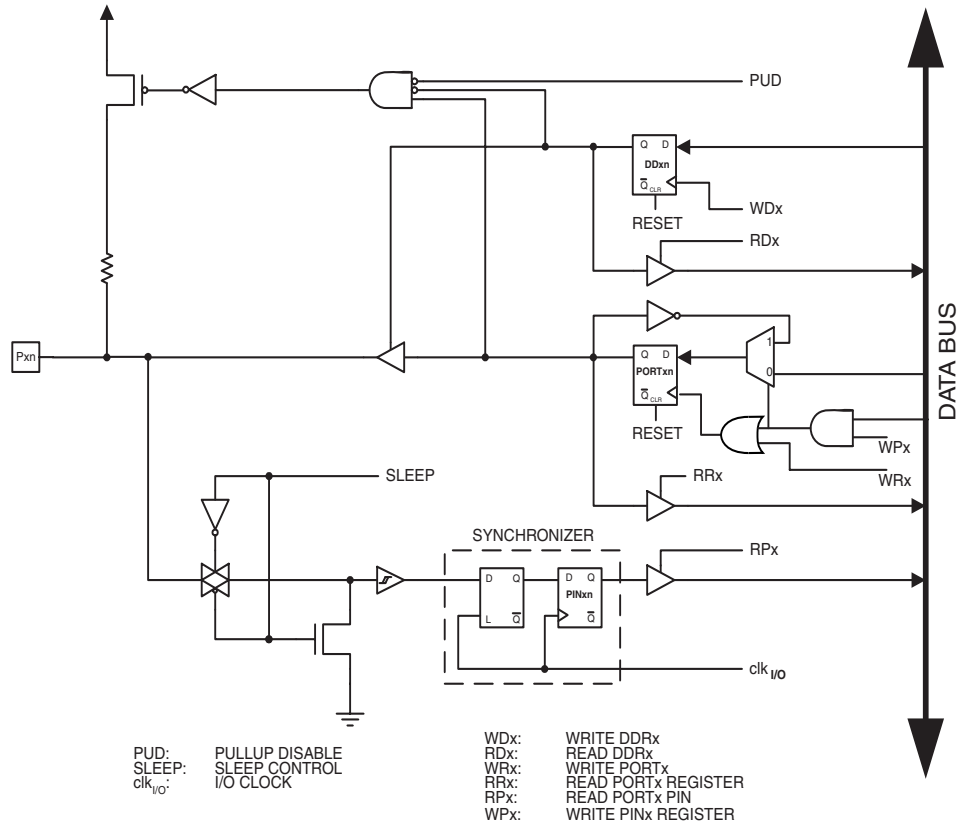 PUD
Q D
DDxn
Q CLR
WDx
RESET
RDx
Pxn
1
Q D
PORTxn
0
Q CLR
RESET
WPx
WRx
RRx
SLEEP
SYNCHRONIZER
RPx
D Q
D Q
PINxn
L Q
Q
clk I/O
DATA BUS
PUD: PULLUP DISABLE
SLEEP: SLEEP CONTROL
clk I/O: I/O CLOCK
WDx: WRITE DDRx
RDx: READ DDRx
WRx: WRITE PORTx
RRx: READ PORTx REGISTER
RPx: READ PORTx PIN
WPx: WRITE PINx REGISTER